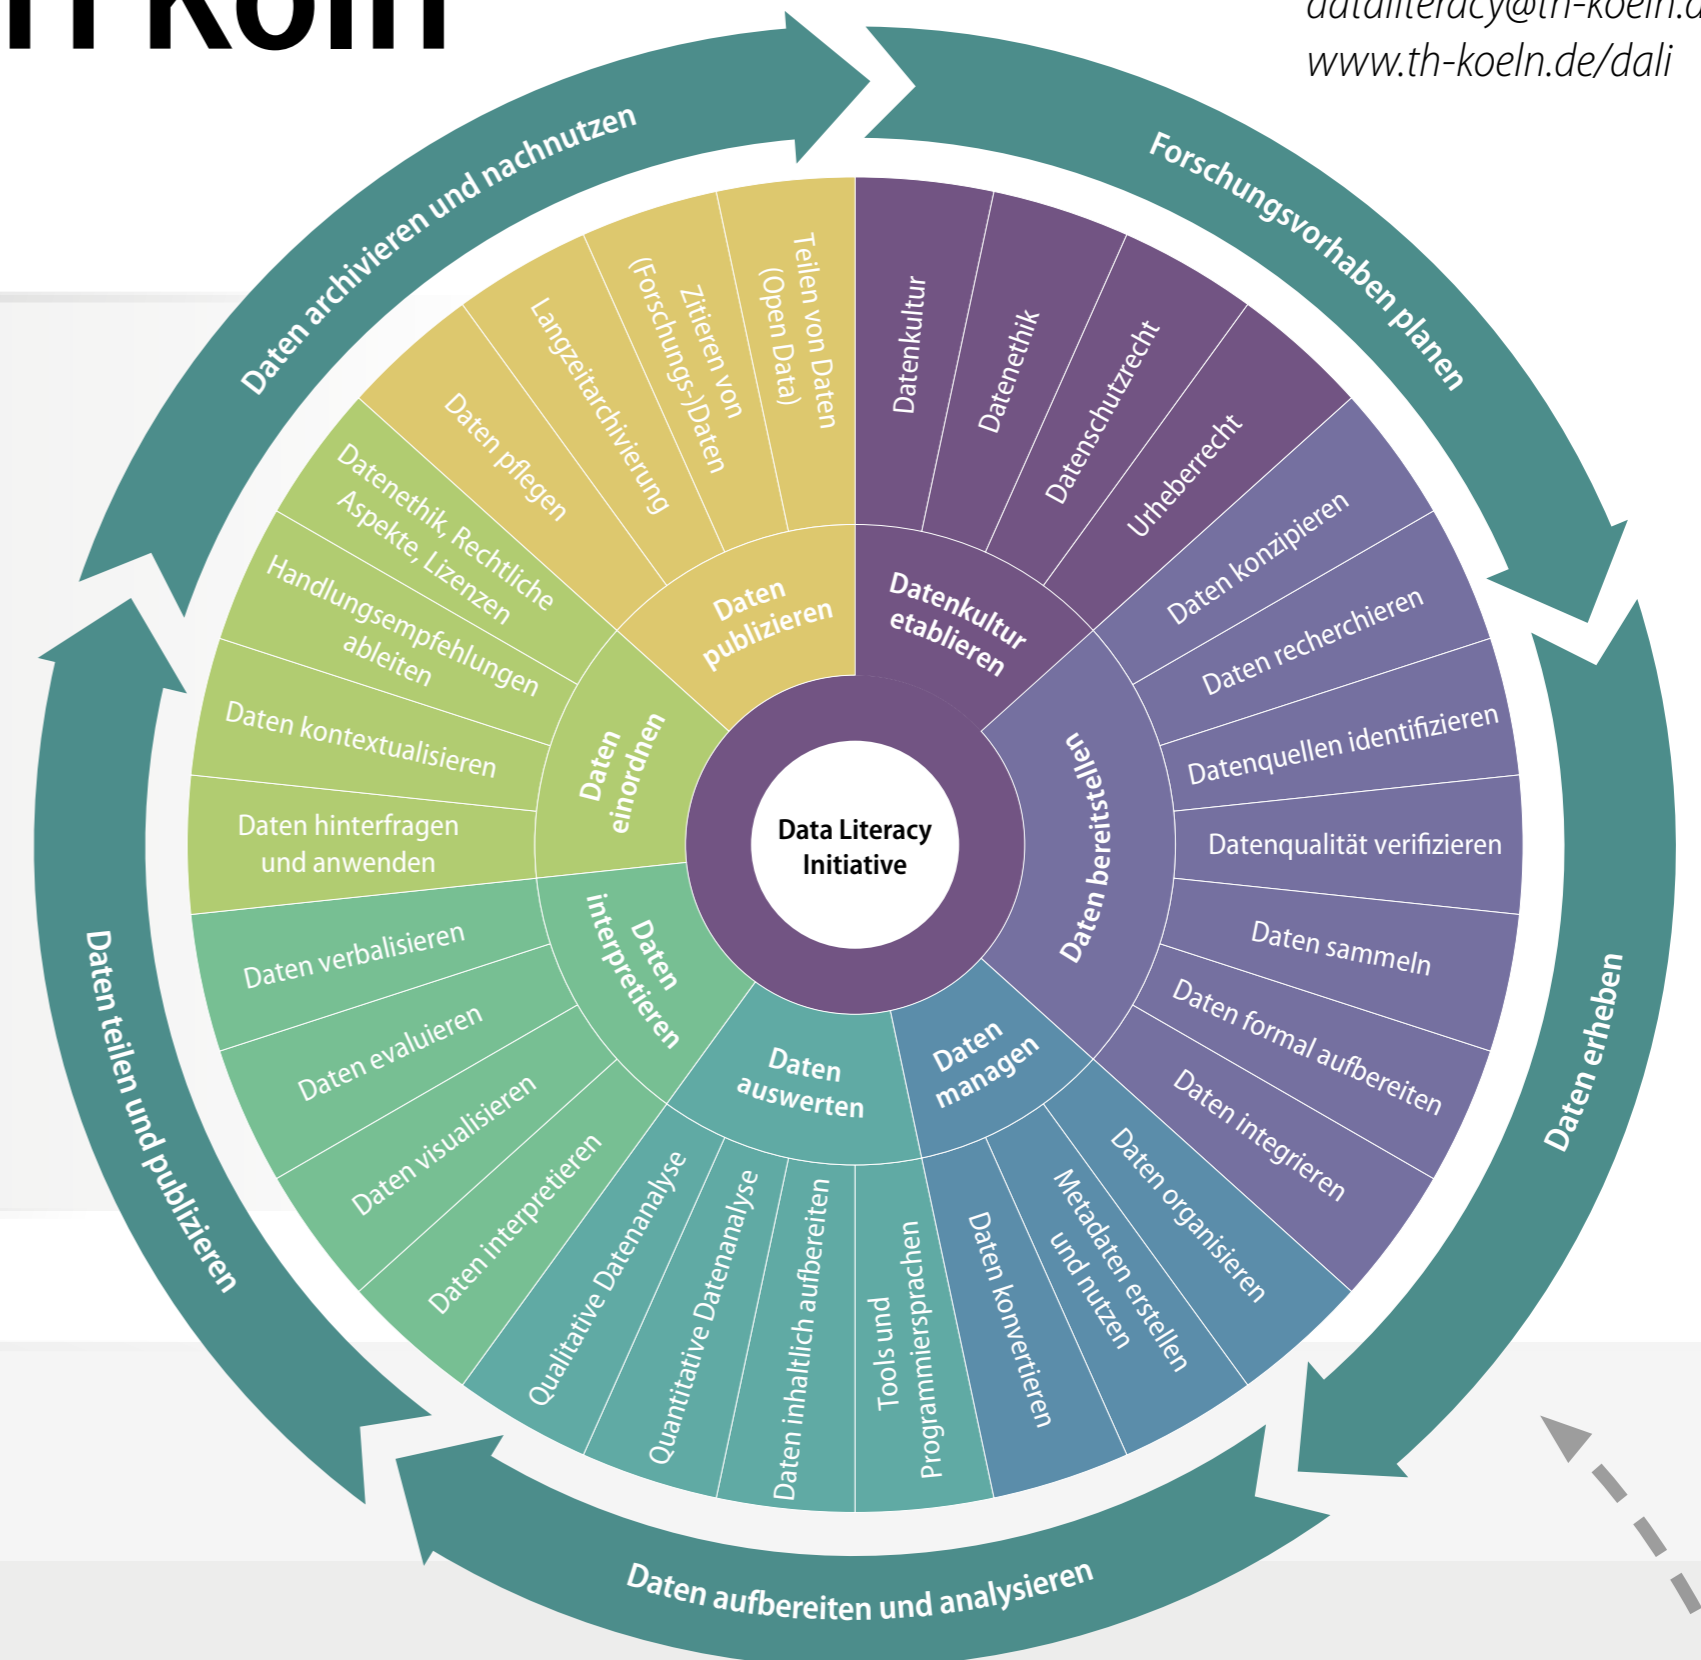 Köln
www.th-koeln.de/dali
Forschungsvorhaben planen
Daten erheben
Daten aufbereiten und analysieren
Daten teilen und publizieren
Daten archivieren und nachnutzen
Data Literacy
Initiative
Datenkultur
etablieren
Datenkultur
Datenethik
Datenschutzrecht
Urheberrecht
Daten bereitstellen
Daten konzipieren
Daten recherchieren
Datenquellen identifizieren
Datenqualität verifizieren
Daten sammeln
Daten formal aufbereiten
Daten integrieren
Daten
managen
Daten organisieren
Metadaten erstellen
und nutzen
Daten konvertieren
Daten
auswerten
Tools und
Programmiersprachen
Daten inhaltlich aufbereiten
Quantitative Datenanalyse
Qualitative Datenanalyse
Daten
interpretieren
Daten interpretieren
Daten visualisieren
Daten evaluieren
Daten verbalisieren
Daten
einordnen
Daten hinterfragen
und anwenden
Daten kontextualisieren
Handlungsempfehlungen
ableiten
Datenethik, Rechtliche
Aspekte, Lizenzen
Daten
publizieren
Daten pflegen
Langzeitarchivierung
Zitieren von
(Forschungs-)Daten
Teilen von Daten
(Open Data)